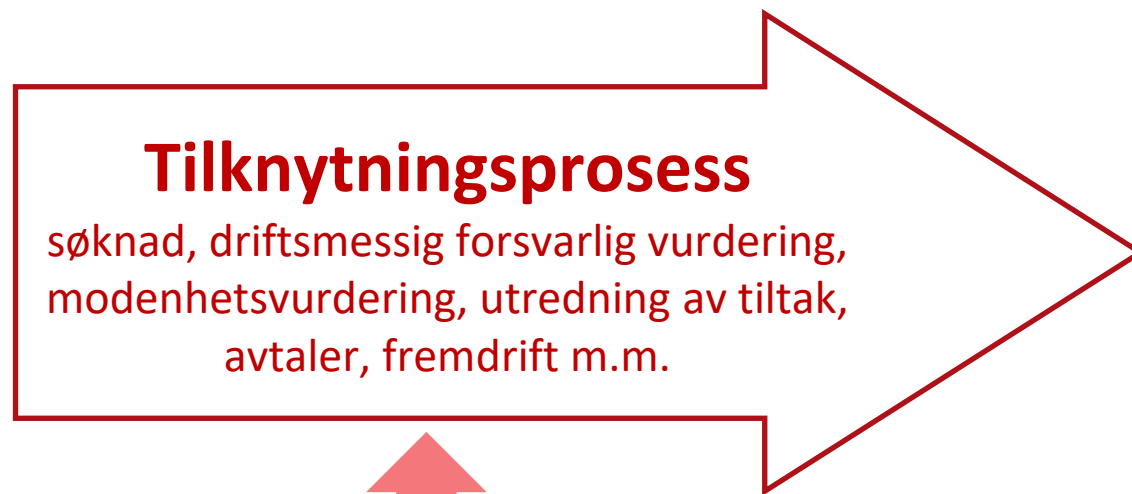 Tilknytningsprosess
søknad, driftsmessig forsvarlig vurdering,
modenhetsvurdering, utredning av tiltak,
avtaler, fremdrift m.m.